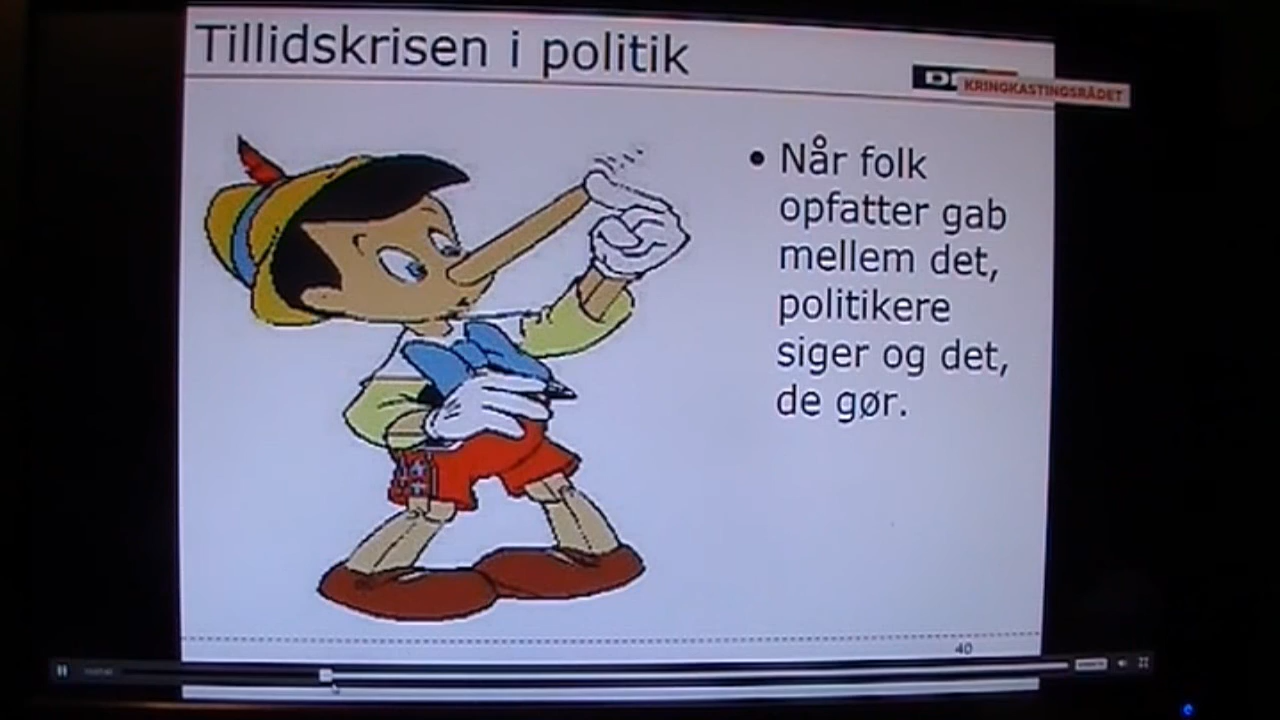 Tillidskrisen i politik
KRINGKASTINGSRÅDET
• Når folk
opfatter gab
mellem det,
politikere
siger og det,
de gør.
40